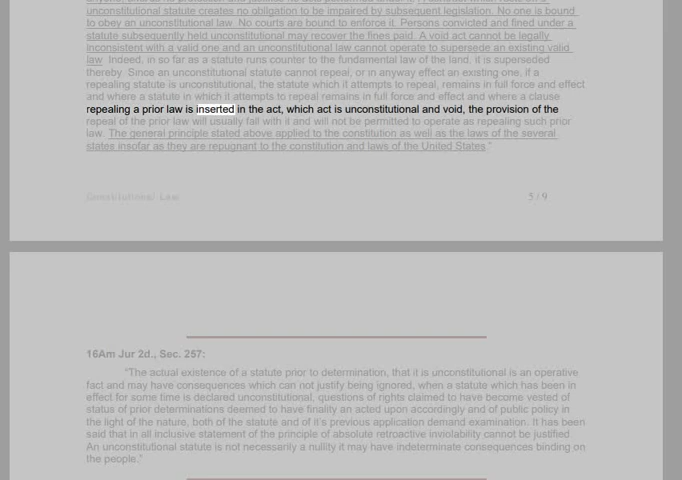 unconstitutional statute creates no obligation to be impaired by subsequent legislation. No one is bound
to obey an unconstitutional law. No courts are bound to enforce it. Persons convicted and fined under a
statute subsequently held unconstitutional may recover the fines paid. A void act cannot be legally
inconsistent with a valid one and an unconstitutional law cannot operate to supersede an existing valid
law. Indeed, in so far as a statute runs counter to the fundamental law of the land, it is superseded
thereby. Since an unconstitutional statute cannot repeal, or in anyway effect an existing one, if a
repealing statute is unconstitutional, the statute which it attempts to repeal, remains in full force and effect
and where a statute in which it attempts to repeal remains in full force and effect and where a clause
repealing a prior law is inserted in the act, which act is unconstitutional and void, the provision of the
repeal of the prior law will usually fall with it and will not be permitted to operate as repealing such prior
law. The general principle stated above applied to the constitution as well as the laws of the several
states insofar as they are repugnant to the constitution and laws of the United States."
Constitutional Law 5 / 9
16Am Jur 2d., Sec. 257:
"The actual existence of a statute prior to determination, that it is unconstitutional is an operative
fact and may have consequences which can not justify being ignored, when a statute which has been in
effect for some time is declared unconstitutional, questions of rights claimed to have become vested of
status of prior determinations deemed to have finality an acted upon accordingly and of public policy in
the light of the nature, both of the statute and of it's previous application demand examination. It has been
said that in all inclusive statement of the principle of absolute retroactive inviolability cannot be justified.
An unconstitutional statute is not necessarily a nullity it may have indeterminate consequences binding on
the people."